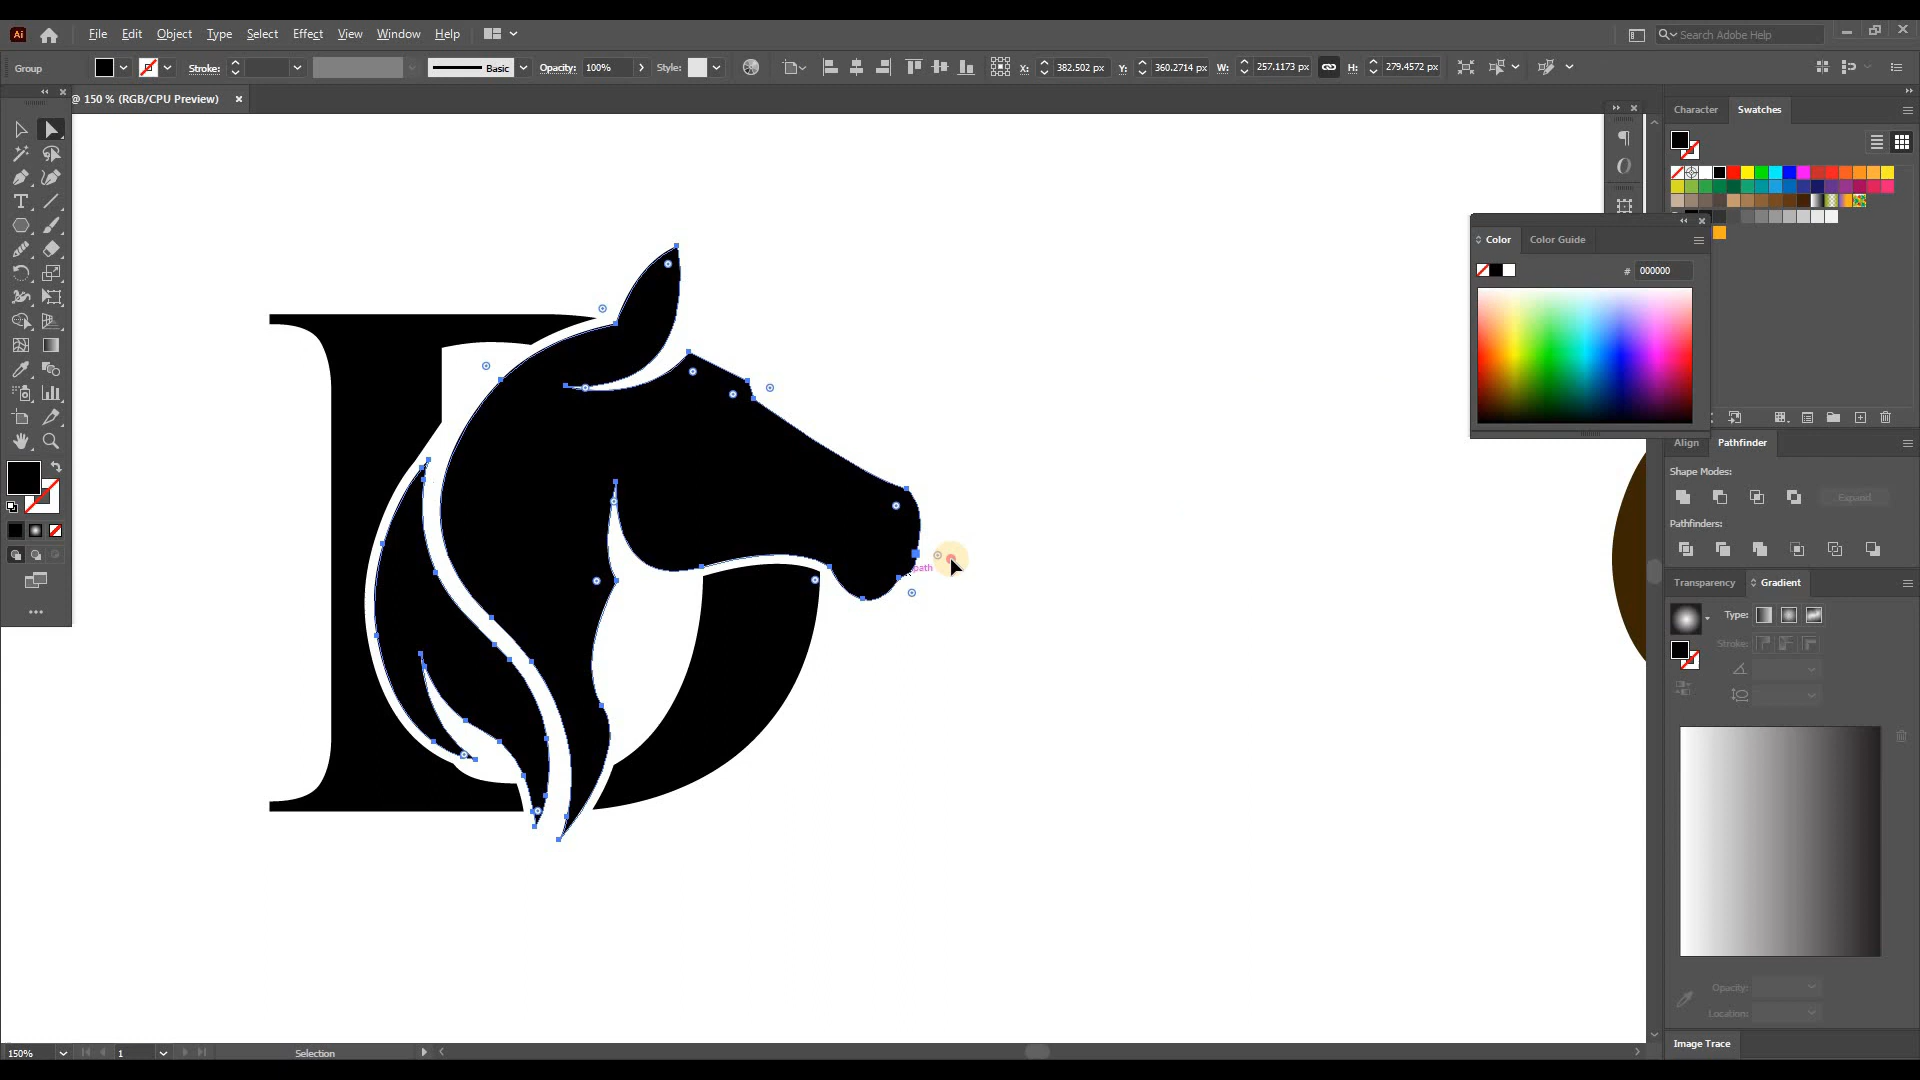 Ai File Edit Object Type Select Effect View Window Help Search Adobe Help
Group Stroke: Basic Opacity: 100% Style: X: 382.502 px Y: 360.2714 px W: 257.1173 px H: 279.4572 px
@ 150 % (RGB/CPU Preview) ×
Character Swatches
Color Color Guide
# 000000
Align Pathfinder
Shape Modes:
Expand
Pathfinders:
path
Transparency Gradient
Type:
Stroke:
Opacity:
Location:
Image Trace
150% 1 Selection